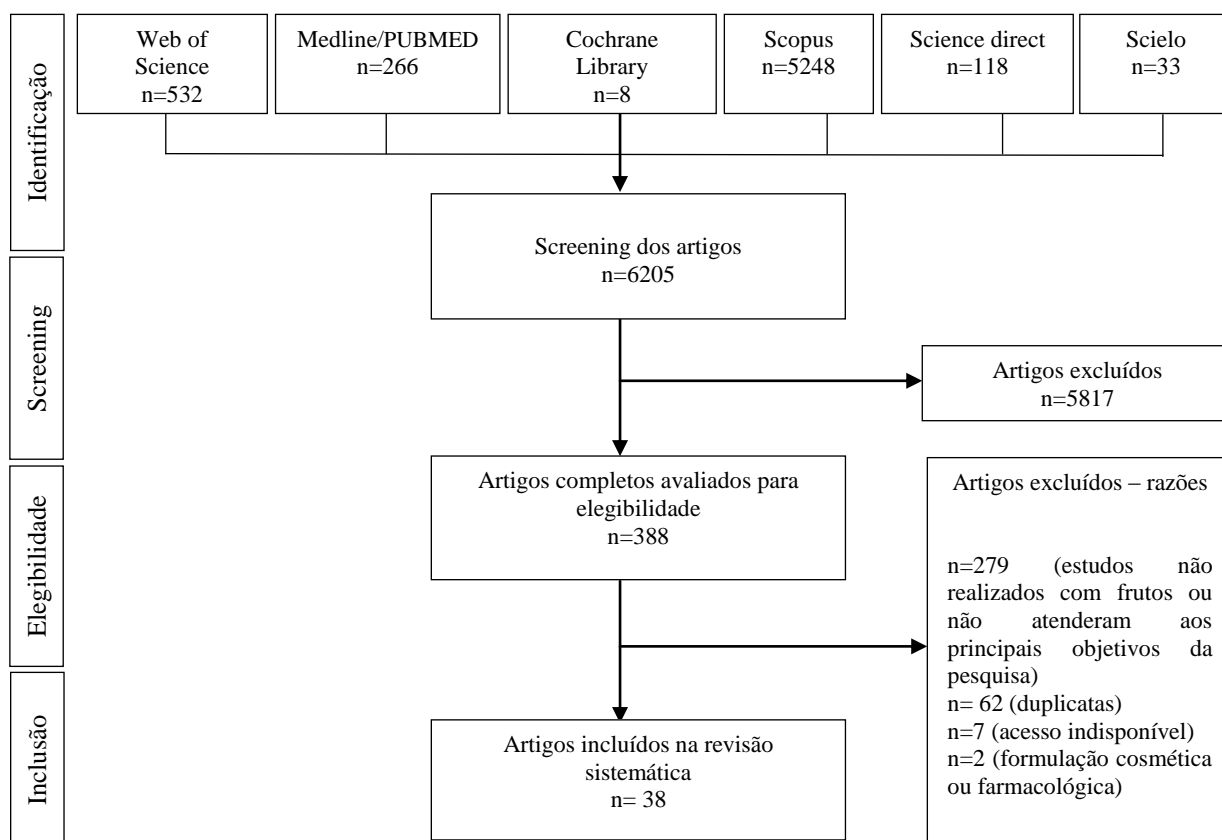 Identificação
Web of
Science
n=532
Medline/PUBMED
n=266
Cochrane
Library
n=8
Scopus
n=5248
Science direct
n=118
Scielo
n=33
Screening dos artigos
n=6205
Screening
Artigos excluídos
n=5817
Elegibilidade
Artigos completos avaliados para
elegibilidade
n=388
Artigos excluídos – razões
n=279 (estudos não
realizados com frutos ou
não atenderam aos
principais objetivos da
pesquisa)
n= 62 (duplicatas)
n=7 (acesso indisponível)
n=2 (formulação cosmética
ou farmacológica)
Inclusão
Artigos incluídos na revisão
sistemática
n= 38